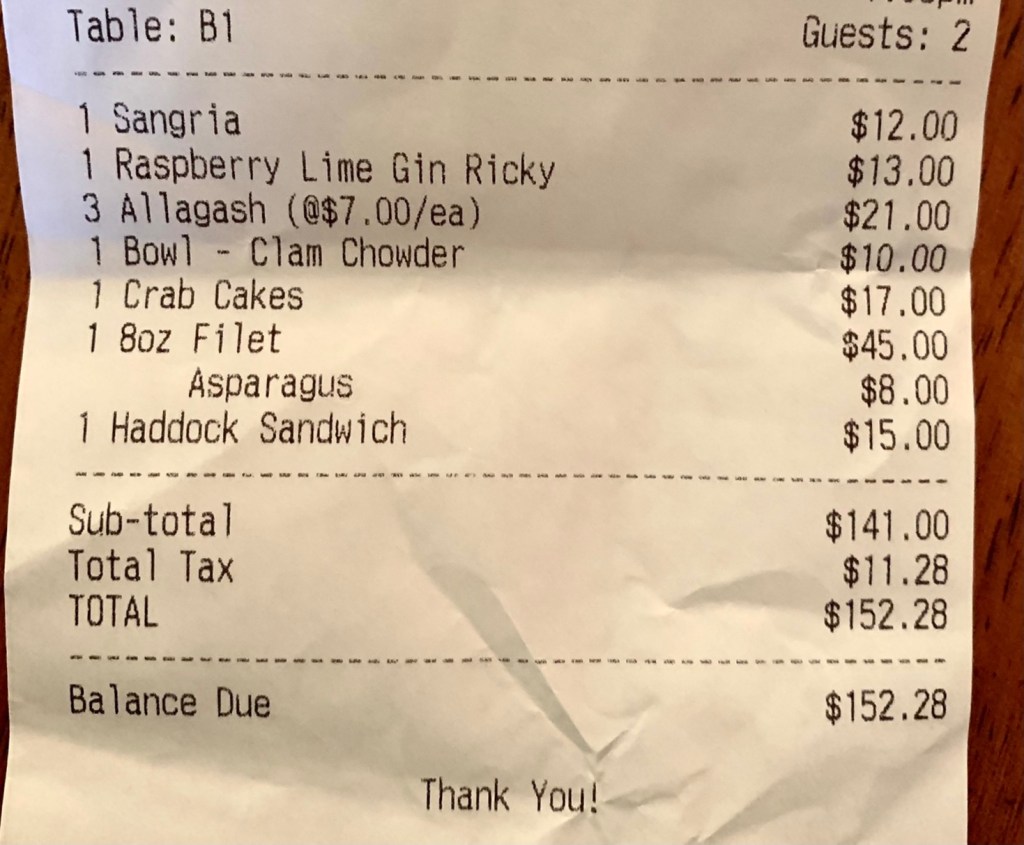 Table: B1 Guests: 2
1 Sangria $12.00
1 Raspberry Lime Gin Ricky $13.00
3 Allagash (@$7.00/ea) $21.00
1 Bowl - Clam Chowder $10.00
1 Crab Cakes $17.00
1 8oz Filet $45.00
Asparagus $8.00
1 Haddock Sandwich $15.00
Sub-total $141.00
Total Tax $11.28
TOTAL $152.28
Balance Due $152.28
Thank You!